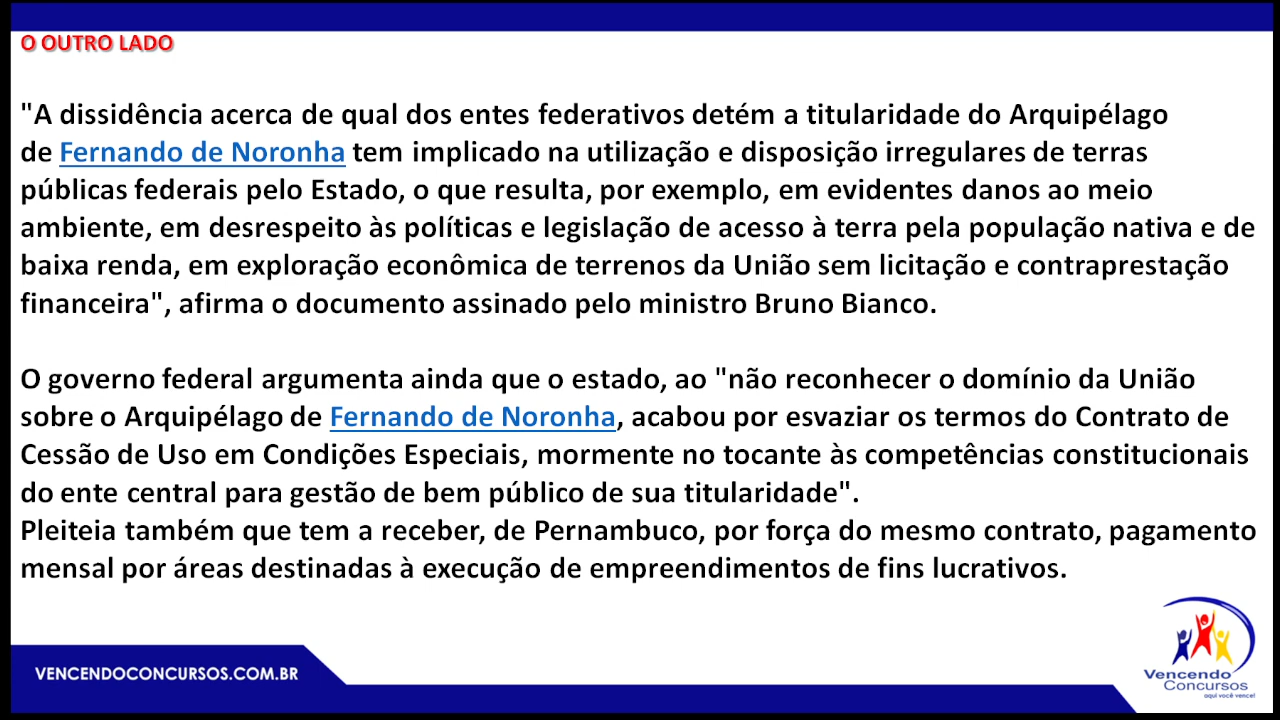 O OUTRO LADO
"A dissidência acerca de qual dos entes federativos detém a titularidade do Arquipélago
de Fernando de Noronha tem implicado na utilização e disposição irregulares de terras
públicas federais pelo Estado, o que resulta, por exemplo, em evidentes danos ao meio
ambiente, em desrespeito às políticas e legislação de acesso à terra pela população nativa e de
baixa renda, em exploração econômica de terrenos da União sem licitação e contraprestação
financeira", afirma o documento assinado pelo ministro Bruno Bianco.
O governo federal argumenta ainda que o estado, ao "não reconhecer o domínio da União
sobre o Arquipélago de Fernando de Noronha, acabou por esvaziar os termos do Contrato de
Cessão de Uso em Condições Especiais, mormente no tocante às competências constitucionais
do ente central para gestão de bem público de sua titularidade".
Pleiteia também que tem a receber, de Pernambuco, por força do mesmo contrato, pagamento
mensal por áreas destinadas à execução de empreendimentos de fins lucrativos.
VENCENDOCONCURSOS.COM.BR
Vencendo
Concursos
aqui você vence!